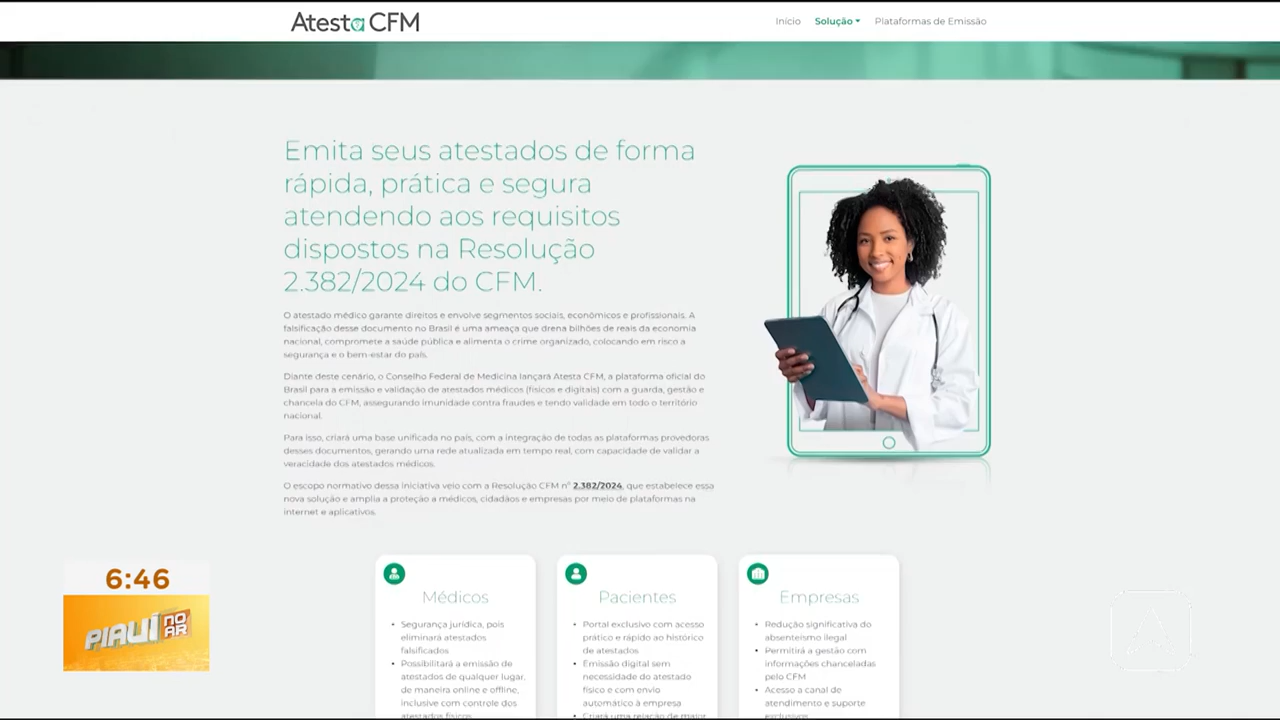 Atesta CFM
Início
Solução
Plataformas de Emissão
Emita seus atestados de forma
rápida, prática e segura
atendendo aos requisitos
dispostos na Resolução
2.382/2024 do CFM.
O atestado médico garante direitos e envolve segmentos sociais, econômicos e profissionais. A
falsificação desse documento no Brasil é uma ameaça que drena bilhões de reais da economia
nacional, compromete a saúde pública e alimenta o crime organizado, colocando em risco a
segurança e o bem-estar do país.
Diante deste cenário, o Conselho Federal de Medicina lançará Atesta CFM, a plataforma oficial do
Brasil para a emissão e validação de atestados médicos (físicos e digitais) com a guarda, gestão e
chancela do CFM, assegurando imunidade contra fraudes e tendo validade em todo o território
nacional.
Para isso, criará uma base unificada no país, com a integração de todas as plataformas provedoras
desses documentos, gerando uma rede atualizada em tempo real, com capacidade de validar a
veracidade dos atestados médicos.
O escopo normativo dessa iniciativa veio com a Resolução CFM nº 2.382/2024, que estabelece essa
nova solução e amplia a proteção a médicos, cidadãos e empresas por meio de plataformas na
internet e aplicativos.
Médicos
• Segurança jurídica, pois
eliminará atestados
falsificados
• Possibilitará a emissão de
atestados de qualquer lugar,
de maneira online e offline,
inclusive com controle dos
atestados físicos
Pacientes
• Portal exclusivo com acesso
prático e rápido ao histórico
de atestados
• Emissão digital sem
necessidade do atestado
físico e com envio
automático à empresa
• Criará uma relação de maior
Empresas
• Redução significativa do
absenteísmo ilegal
• Permitirá a gestão com
informações chanceladas
pelo CFM
• Acesso a canal de
atendimento e suporte
exclusivos
6:46
PIAUÍ NO AR